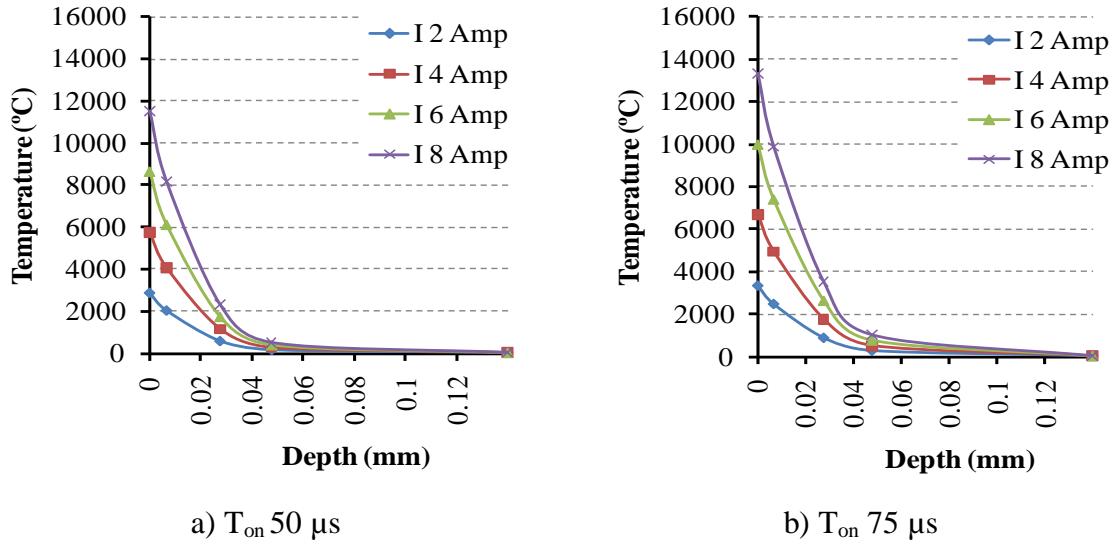 16000
14000
12000
10000
8000
6000
4000
2000
0
Temperature (ºC)
I 2 Amp
I 4 Amp
I 6 Amp
I 8 Amp
0
0.02
0.04
0.06
0.08
0.1
0.12
Depth (mm)
a) Ton 50 µs
16000
14000
12000
10000
8000
6000
4000
2000
0
Temperature (ºC)
I 2 Amp
I 4 Amp
I 6 Amp
I 8 Amp
0
0.02
0.04
0.06
0.08
0.1
0.12
Depth (mm)
b) Ton 75 µs